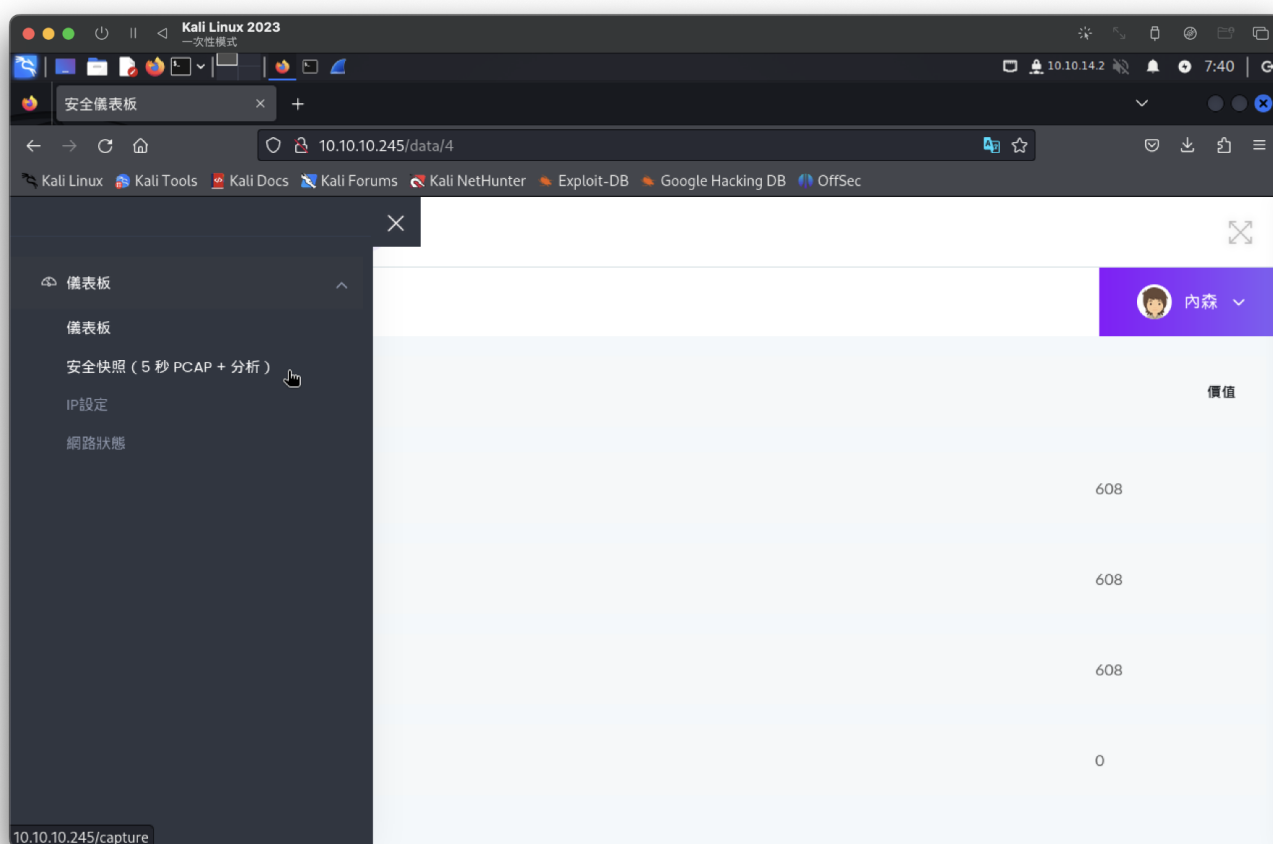 Kali Linux 2023
一次性模式
10.10.14.2
7:40
安全儀表板
10.10.10.245/data/4
Kali Linux Kali Tools Kali Docs Kali Forums Kali NetHunter Exploit-DB Google Hacking DB OffSec
儀表板
內森
儀表板
安全快照（5 秒 PCAP + 分析）
價值
IP設定
網路狀態
608
608
608
0
10.10.10.245/capture